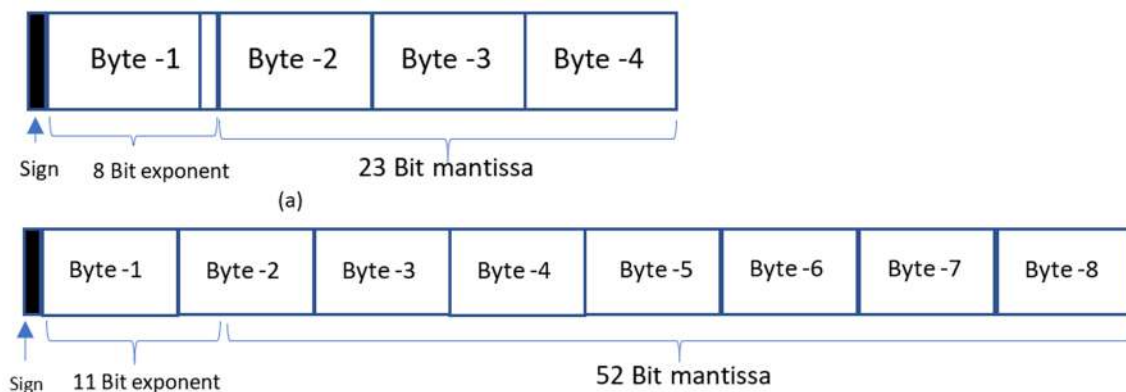 Byte -1 Byte -2 Byte -3 Byte -4
Sign 8 Bit exponent 23 Bit mantissa
(a)
Byte -1 Byte -2 Byte -3 Byte -4 Byte -5 Byte -6 Byte -7 Byte -8
Sign 11 Bit exponent 52 Bit mantissa